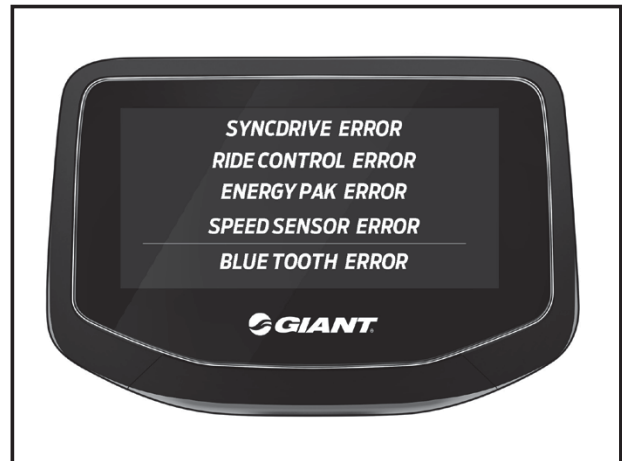 SYNCDRIVE ERROR
RIDE CONTROL ERROR
ENERGY PAK ERROR
SPEED SENSOR ERROR
BLUE TOOTH ERROR
GIANT